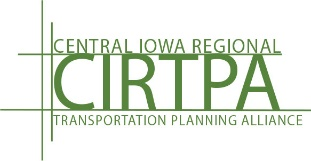 CENTRAL IOWA REGIONAL
CIRTPA
TRANSPORTATION PLANNING ALLIANCE